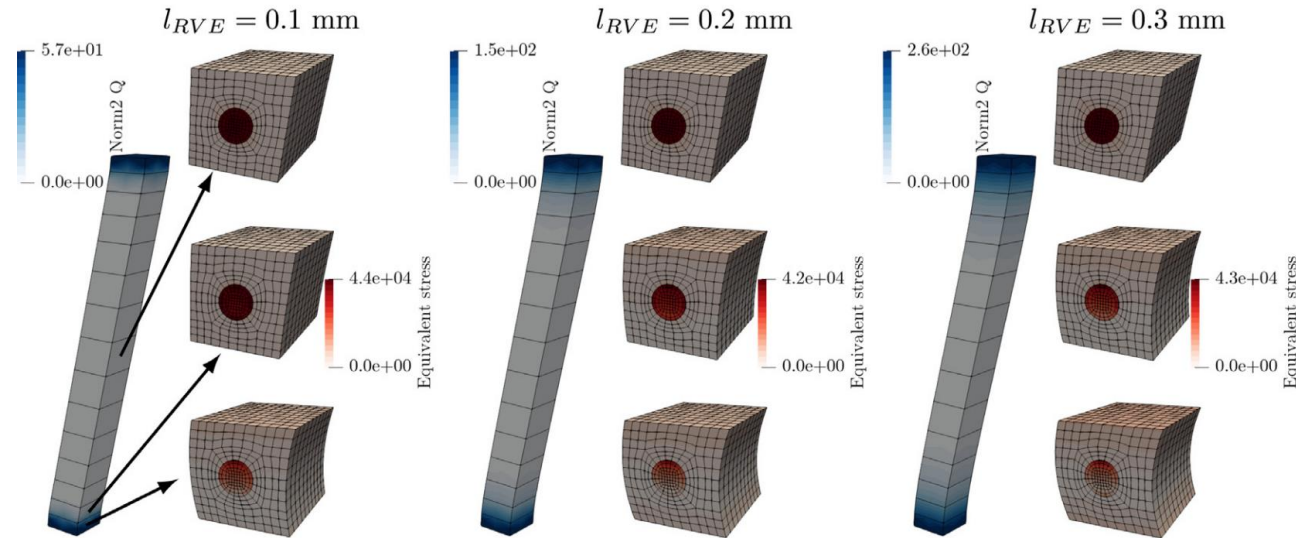 l_{RVE} = 0.1 mm
5.7e+01
Norm2 Q
0.0e+00
4.4e+04
Equivalent stress
0.0e+00
l_{RVE} = 0.2 mm
1.5e+02
Norm2 Q
0.0e+00
4.2e+04
Equivalent stress
0.0e+00
l_{RVE} = 0.3 mm
2.6e+02
Norm2 Q
0.0e+00
4.3e+04
Equivalent stress
0.0e+00